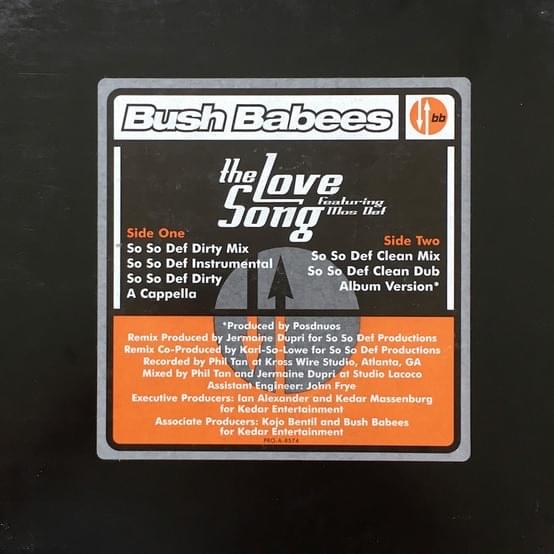 Bush Babees
bb
the Love
Song
featuring
Mos Def
Side One
So So Def Dirty Mix
So So Def Instrumental
So So Def Dirty
A Cappella
Side Two
So So Def Clean Mix
So So Def Clean Dub
Album Version*
*Produced by Posdnuos
Remix Produced by Jermaine Dupri for So So Def Productions
Remix Co-Produced by Karl-So-Lowe for So So Def Productions
Recorded by Phil Tan at Kross Wire Studio, Atlanta, GA
Mixed by Phil Tan and Jermaine Dupri at Studio Lacoco
Assistant Engineer: John Frye
Executive Producers: Ian Alexander and Kedar Massenburg
for Kedar Entertainment
Associate Producers: Kojo Bentil and Bush Babees
for Kedar Entertainment
PRO-A-8574